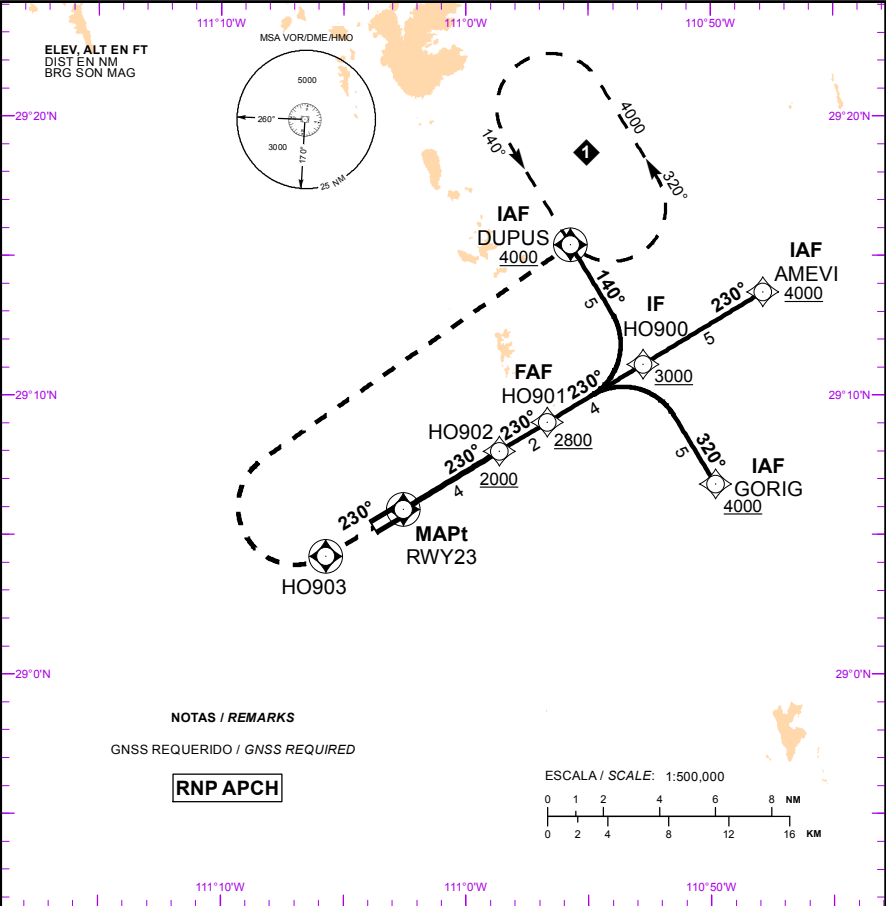 111°10'W
111°0'W
110°50'W
ELEV, ALT EN FT
DIST EN NM
BRG SON MAG
MSA VOR/DME/HMO
5000
260°
3000
170°
25 NM
29°20'N
29°20'N
4000
140°
1
320°
IAF
DUPUS
4000
140°
5
IAF
AMEVI
4000
230°
5
IF
HO900
3000
FAF
HO901
230°
4
2800
HO902
230°
2
2000
29°10'N
29°10'N
230°
4
320°
5
IAF
GORIG
4000
230°
MAPt
RWY23
HO903
29°0'N
29°0'N
NOTAS / REMARKS
GNSS REQUERIDO / GNSS REQUIRED
RNP APCH
ESCALA / SCALE: 1:500,000
0 1 2 4 6 8 NM
0 2 4 8 12 16 KM
111°10'W
111°0'W
110°50'W